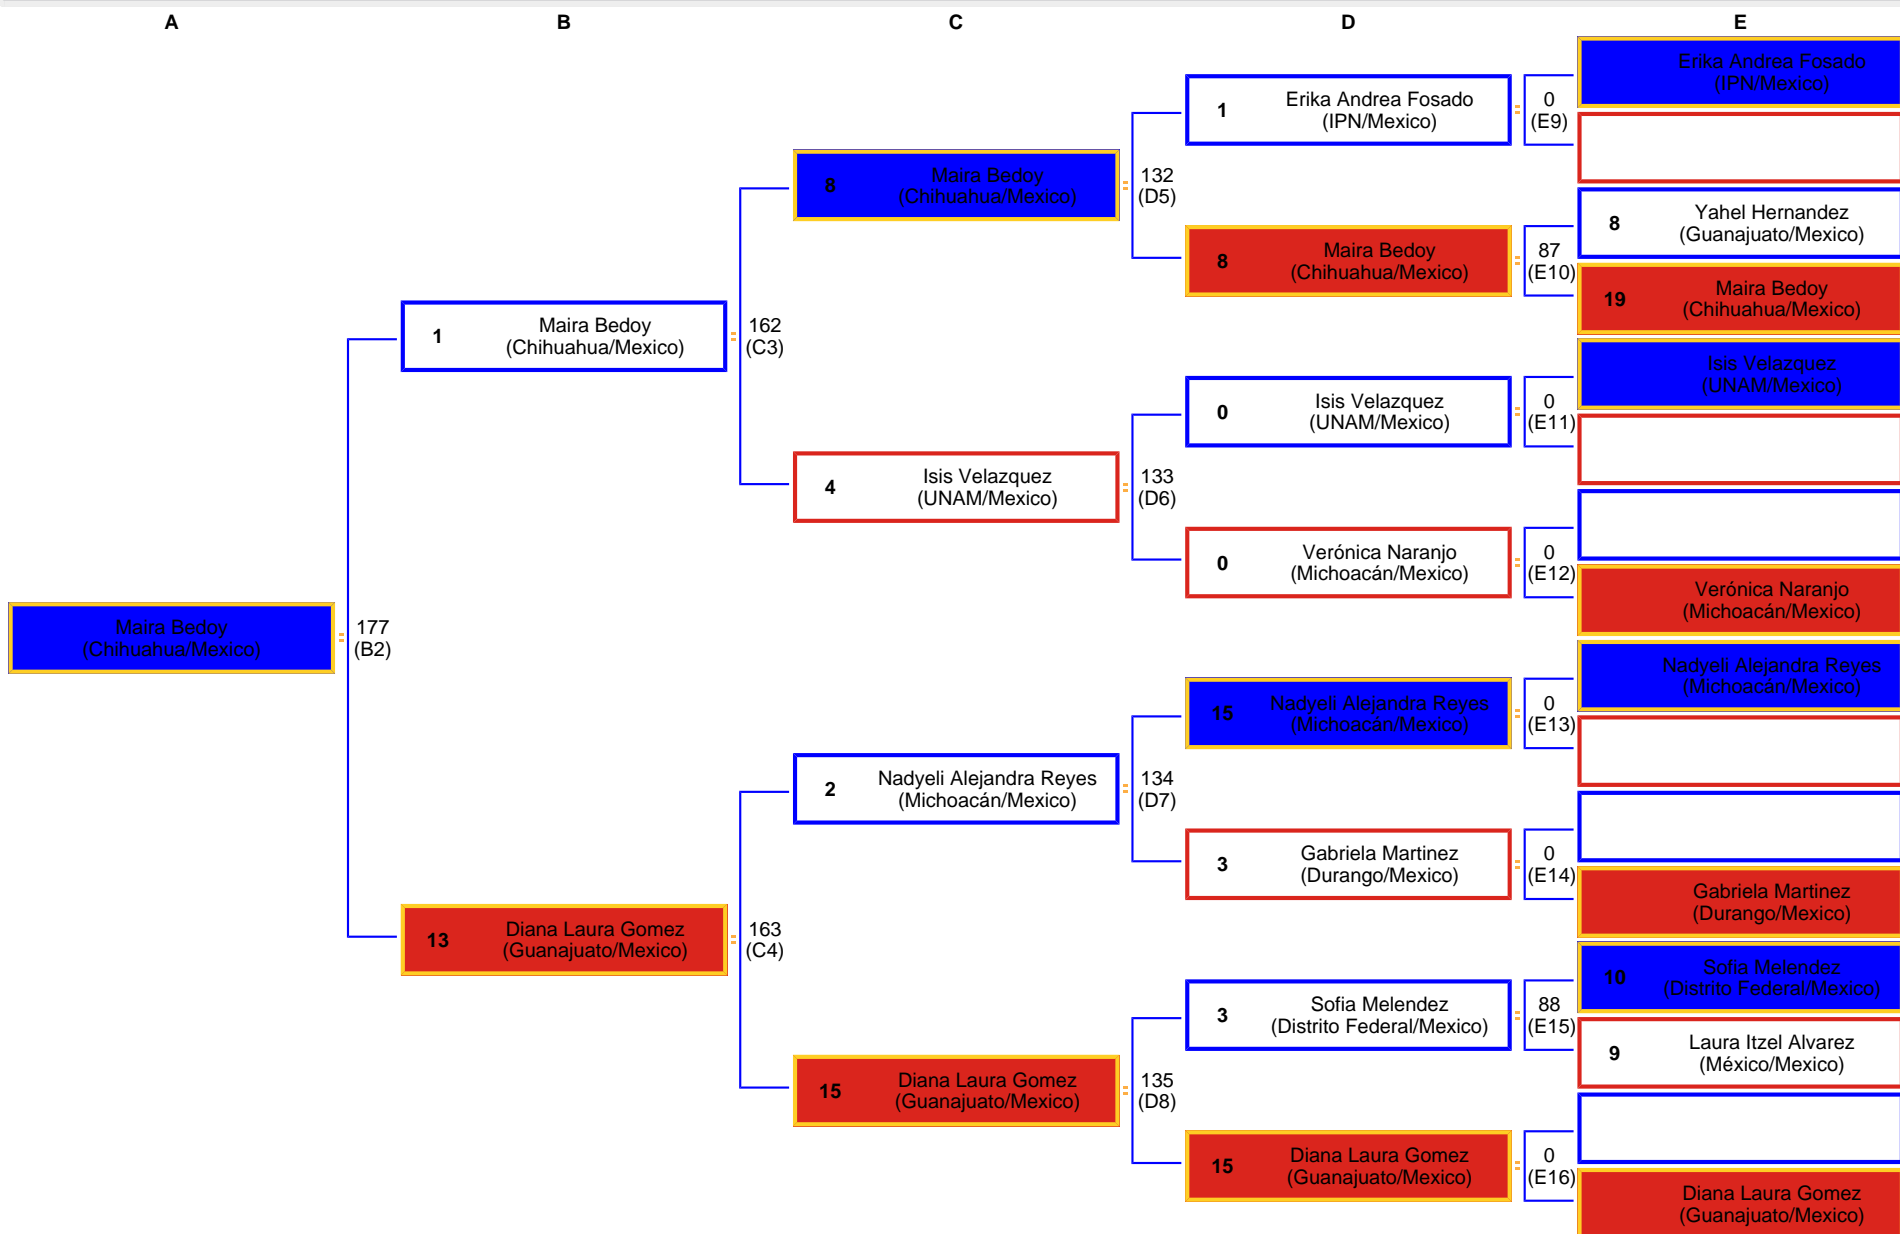 A
B
C
D
E
Maira Bedoy
(Chihuahua/Mexico)
177
(B2)
1
Maira Bedoy
(Chihuahua/Mexico)
162
(C3)
13
Diana Laura Gomez
(Guanajuato/Mexico)
163
(C4)
8
Maira Bedoy
(Chihuahua/Mexico)
132
(D5)
4
Isis Velazquez
(UNAM/Mexico)
133
(D6)
2
Nadyeli Alejandra Reyes
(Michoacán/Mexico)
134
(D7)
15
Diana Laura Gomez
(Guanajuato/Mexico)
135
(D8)
1
Erika Andrea Fosado
(IPN/Mexico)
0
(E9)
8
Maira Bedoy
(Chihuahua/Mexico)
87
(E10)
0
Isis Velazquez
(UNAM/Mexico)
0
(E11)
0
Verónica Naranjo
(Michoacán/Mexico)
0
(E12)
15
Nadyeli Alejandra Reyes
(Michoacán/Mexico)
0
(E13)
3
Gabriela Martinez
(Durango/Mexico)
0
(E14)
3
Sofia Melendez
(Distrito Federal/Mexico)
88
(E15)
15
Diana Laura Gomez
(Guanajuato/Mexico)
0
(E16)
Erika Andrea Fosado
(IPN/Mexico)
8
Yahel Hernandez
(Guanajuato/Mexico)
19
Maira Bedoy
(Chihuahua/Mexico)
Isis Velazquez
(UNAM/Mexico)
Verónica Naranjo
(Michoacán/Mexico)
Nadyeli Alejandra Reyes
(Michoacán/Mexico)
Gabriela Martinez
(Durango/Mexico)
10
Sofia Melendez
(Distrito Federal/Mexico)
9
Laura Itzel Alvarez
(México/Mexico)
Diana Laura Gomez
(Guanajuato/Mexico)